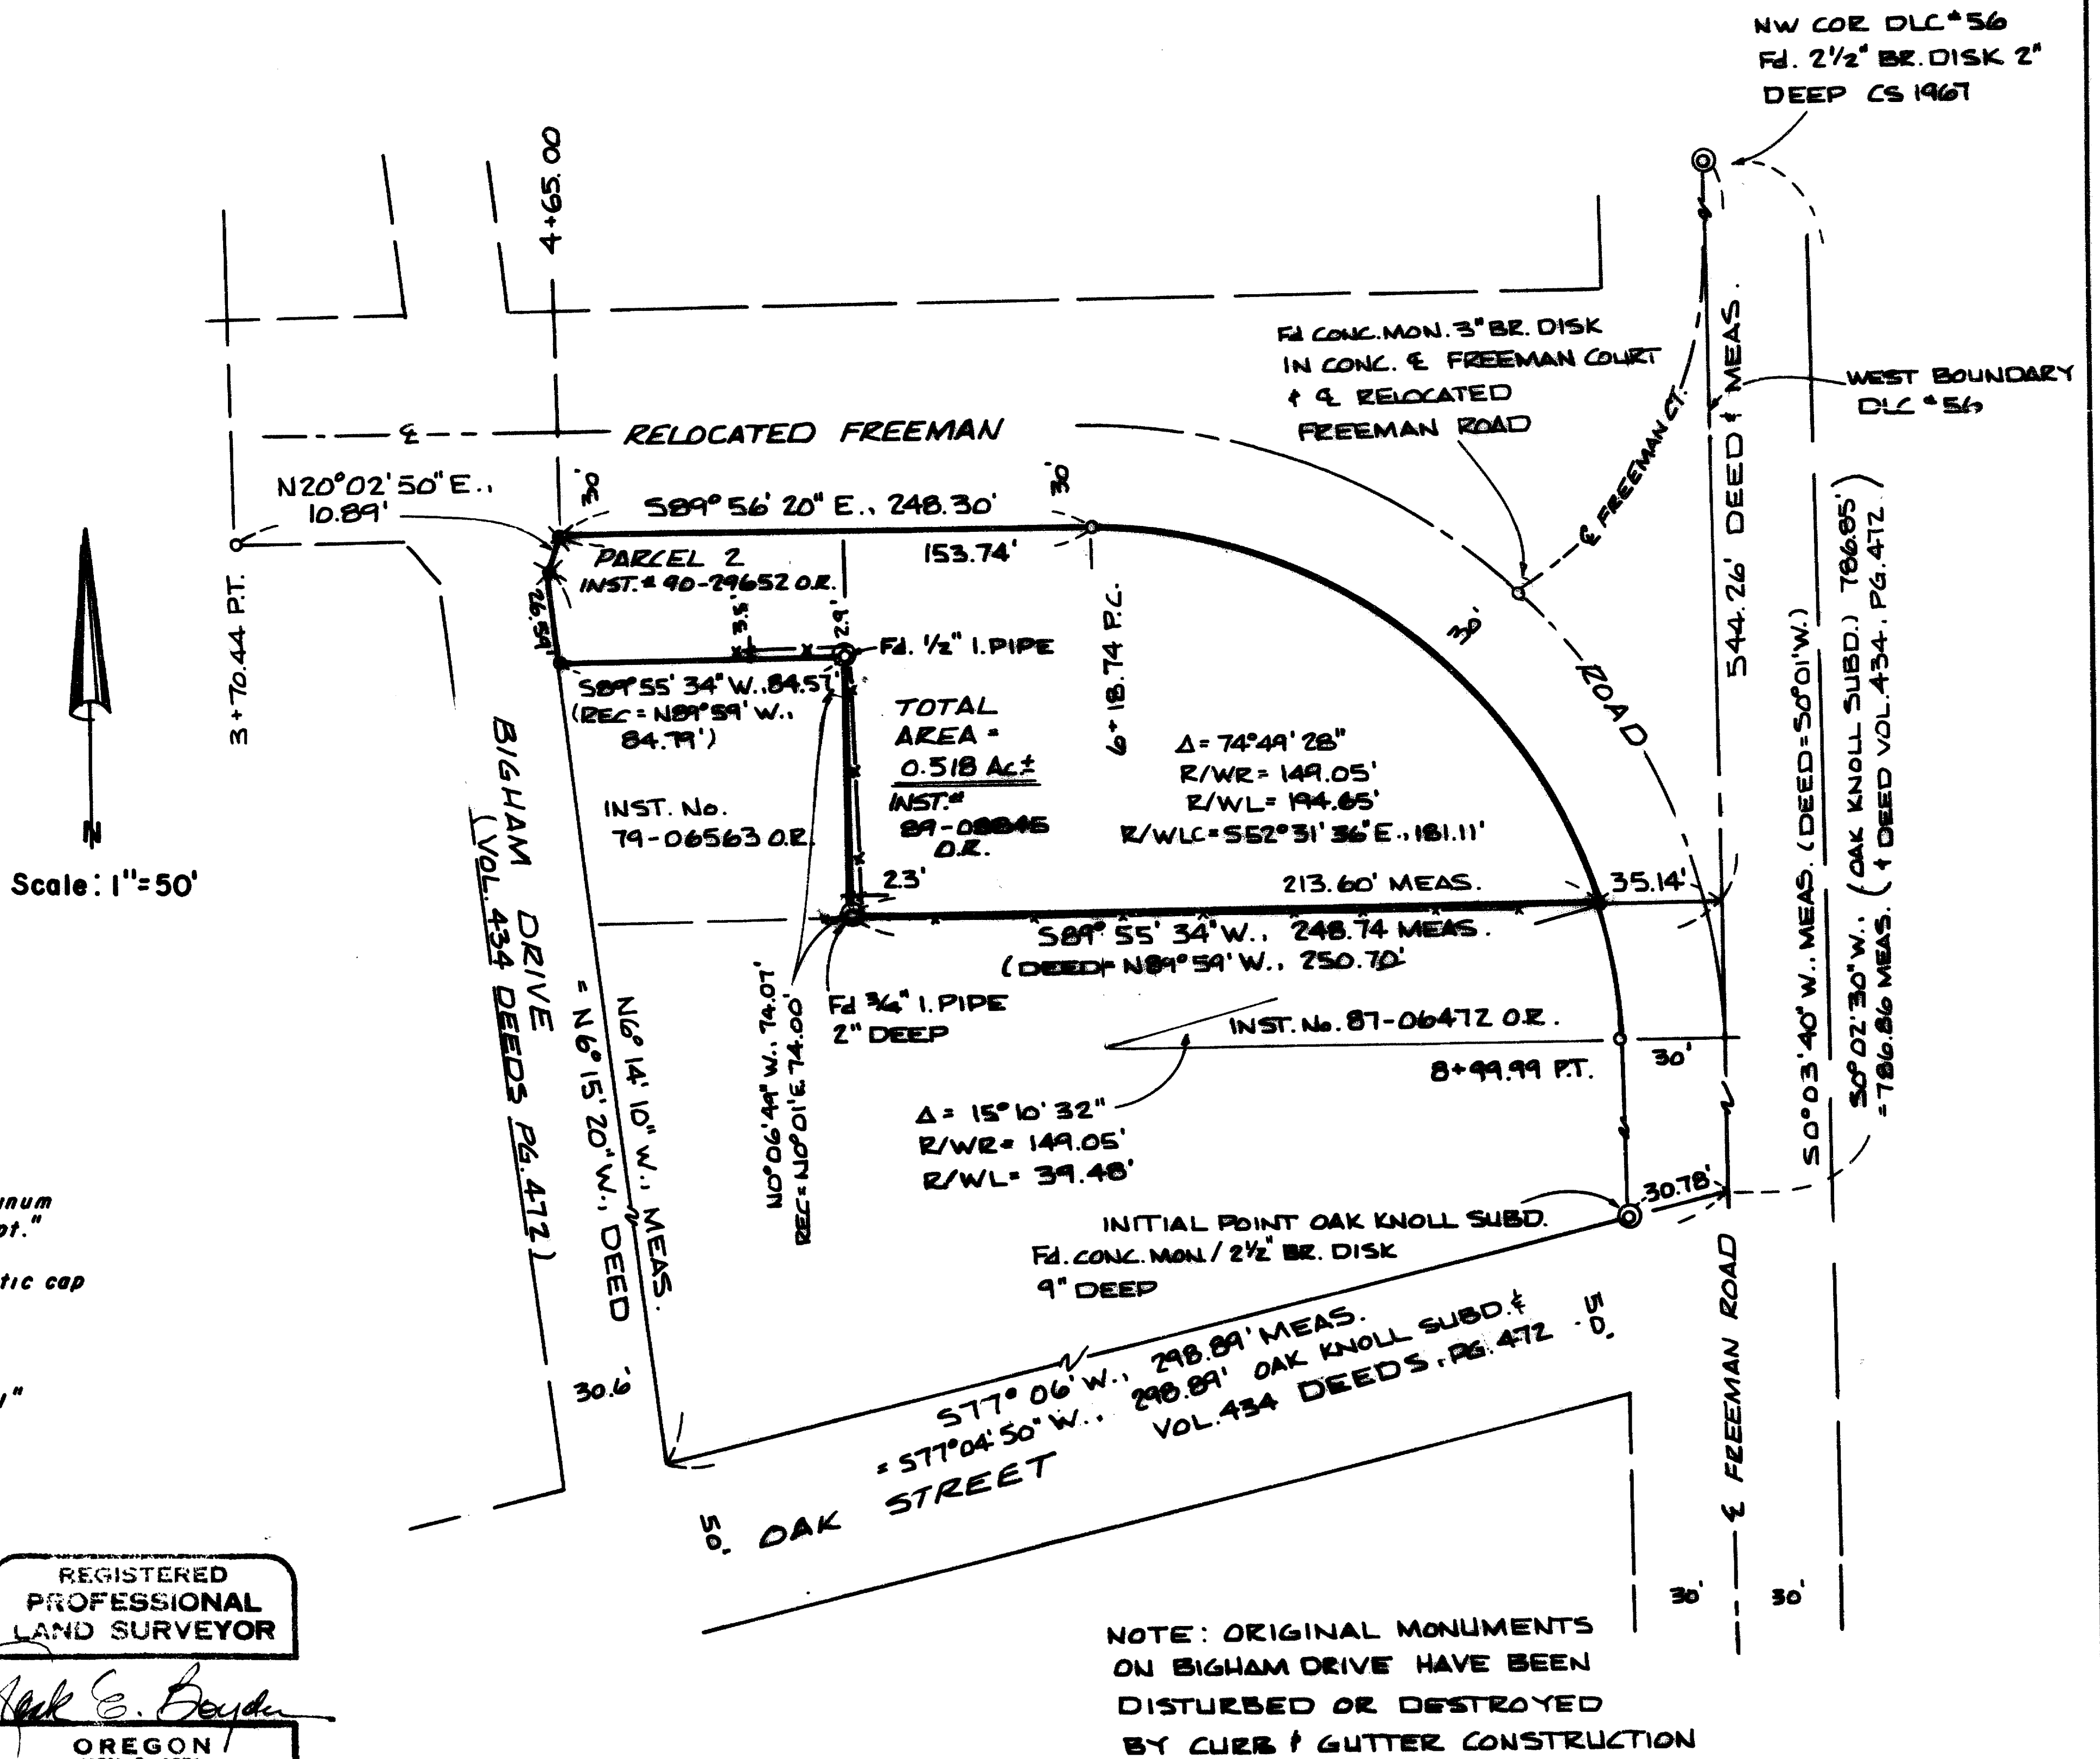 NW COR DLC #56
Fd. 2½" BR. DISK 2"
DEEP CS 1967
4+65.00
Fd CONC. MON. 3" BR. DISK
IN CONC. ℄ FREEMAN COURT
& ℄ RELOCATED
FREEMAN ROAD
℄ FREEMAN CT.
544.26' DEED & MEAS.
WEST BOUNDARY
DLC #56
℄
RELOCATED FREEMAN
ROAD
N20°02'50"E.,
10.89'
30'
S89°56'20"E., 248.30'
30'
153.74'
PARCEL 2
INST.# 90-29652 O.R.
26.59'
3.5'
2.9'
Fd. ½" I. PIPE
3+70.44 P.T.
6+18.74 P.C.
30'
S89°55'34"W., 84.57'
(REC = N89°59'W.,
84.79')
TOTAL
AREA =
0.518 Ac±
INST.#
O.R.
INST. No.
79-06563 O.R.
Δ = 74°49'28"
R/WR = 149.05'
R/WL = 194.65'
R/WLC = S52°31'36"E., 181.11'
N
Scale: 1"=50'
BIGHAM DRIVE
(VOL. 434 DEEDS PG. 472)
2.3'
213.60' MEAS.
35.14'
S89°55'34"W., 248.74 MEAS.
(DEED = N89°59'W., 250.70'
N0°06'49"W., 74.07'
REC = N0°01'E. 74.00'
Fd ¾" I. PIPE
2" DEEP
INST. No. 87-06472 O.R.
8+99.99 P.T.
30'
Δ = 15°10'32"
R/WR = 149.05'
R/WL = 39.48'
N6°14'10"W., MEAS.
= N6°15'20"W., DEED
S0°03'40"W., MEAS. (DEED = S0°01'W.)
S0°02'30"W., (OAK KNOLL SUBD.) 786.85'
= 786.86 MEAS. (& DEED VOL. 434, PG. 472)
30.78'
INITIAL POINT OAK KNOLL SUBD.
Fd. CONC. MON. / 2½" BR. DISK
9" DEEP
30.6'
S77°06'W., 298.89' MEAS.
= S77°04'50"W., 298.89' OAK KNOLL SUBD. &
VOL. 434 DEEDS, PG. 472
50'
50'
OAK STREET
℄ FREEMAN ROAD
30'
30'
num
pt."
tic cap
REGISTERED
PROFESSIONAL
LAND SURVEYOR
E. Boyden
OREGON
NOTE: ORIGINAL MONUMENTS
ON BIGHAM DRIVE HAVE BEEN
DISTURBED OR DESTROYED
BY CURB & GUTTER CONSTRUCTION